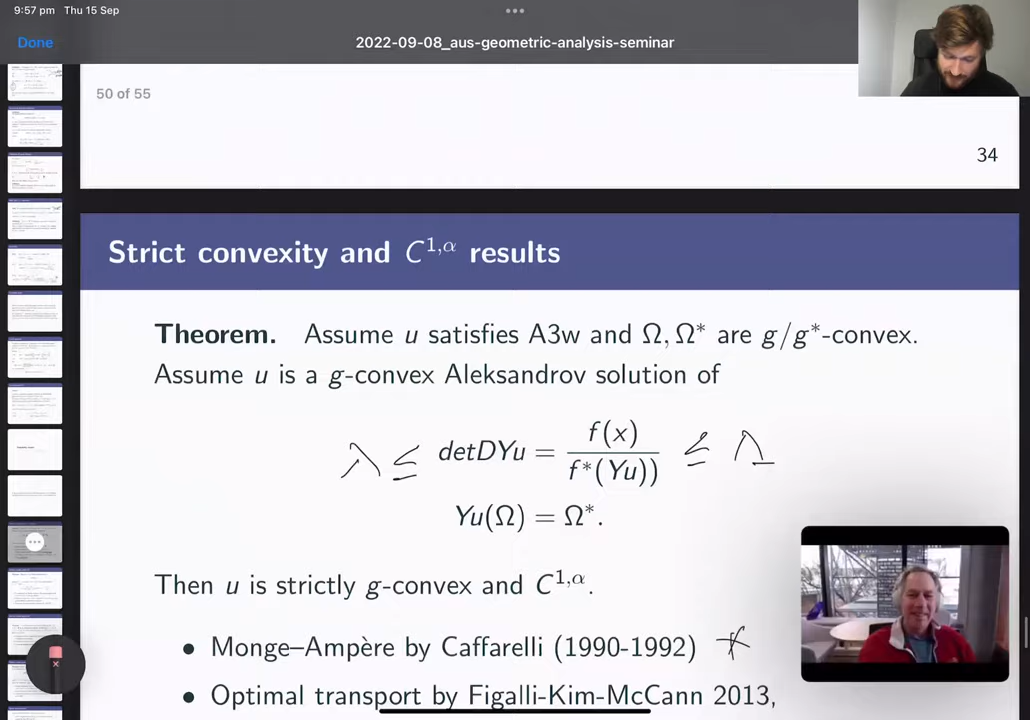 9:57 pm Thu 15 Sep
Done
2022-09-08_aus-geometric-analysis-seminar
50 of 55
34
Strict convexity and C^{1,α} results
Theorem. Assume u satisfies A3w and Ω, Ω* are g/g*-convex.
Assume u is a g-convex Aleksandrov solution of
λ ≤ detDYu = f(x) / f*(Yu)) ≤ Λ
Yu(Ω) = Ω*.
Then u is strictly g-convex and C^{1,α}.
• Monge–Ampère by Caffarelli (1990-1992) *
• Optimal transport by Figalli-Kim-McCann 2013,